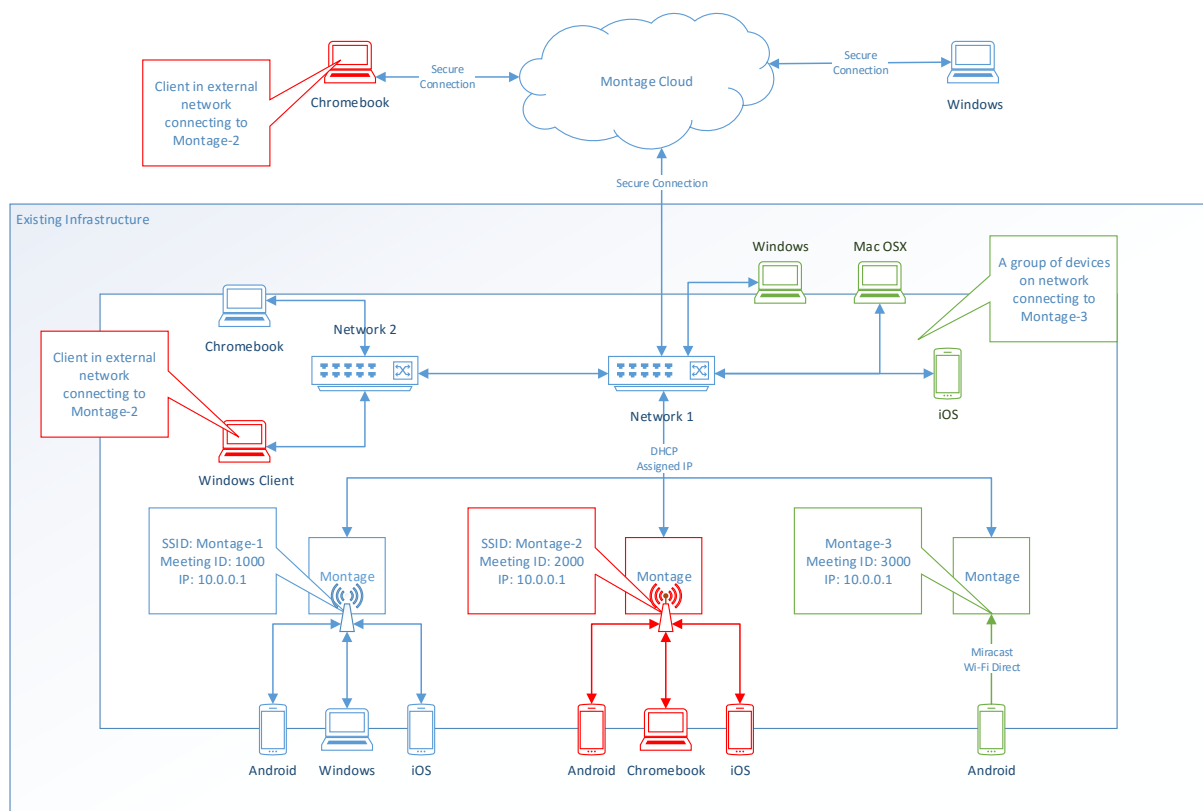 Client in external
network
connecting to
Montage-2
Chromebook
Secure
Connection
Montage Cloud
Secure
Connection
Windows
Secure Connection
Existing Infrastructure
Windows
Mac OSX
A group of devices
on network
connecting to
Montage-3
Chromebook
Network 2
Client in external
network
connecting to
Montage-2
Windows Client
Network 1
iOS
DHCP
Assigned IP
SSID: Montage-1
Meeting ID: 1000
IP: 10.0.0.1
Montage
SSID: Montage-2
Meeting ID: 2000
IP: 10.0.0.1
Montage
Montage-3
Meeting ID: 3000
IP: 10.0.0.1
Montage
Miracast
Wi-Fi Direct
Android
Windows
iOS
Android
Chromebook
iOS
Android